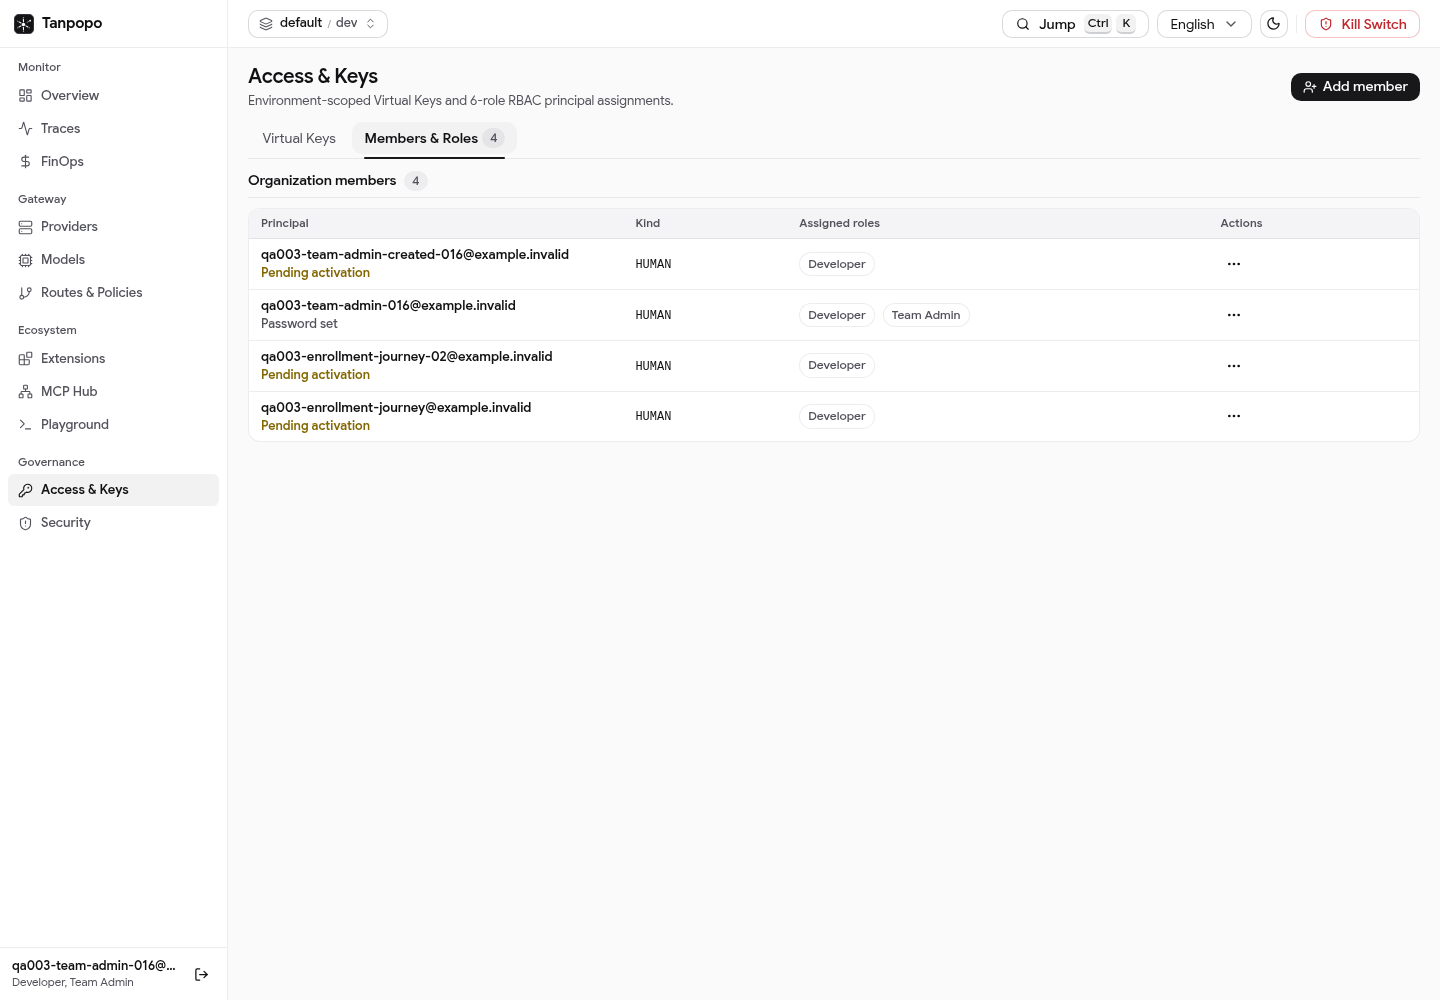 Tanpopo
default / dev
Jump Ctrl K
English
Kill Switch
Monitor
Overview
Traces
FinOps
Gateway
Providers
Models
Routes & Policies
Ecosystem
Extensions
MCP Hub
Playground
Governance
Access & Keys
Security
qa003-team-admin-016@...
Developer, Team Admin
Access & Keys
Environment-scoped Virtual Keys and 6-role RBAC principal assignments.
Add member
Virtual Keys
Members & Roles 4
Organization members 4
Principal Kind Assigned roles Actions
qa003-team-admin-created-016@example.invalid
Pending activation
HUMAN
Developer
qa003-team-admin-016@example.invalid
Password set
HUMAN
Developer Team Admin
qa003-enrollment-journey-02@example.invalid
Pending activation
HUMAN
Developer
qa003-enrollment-journey@example.invalid
Pending activation
HUMAN
Developer